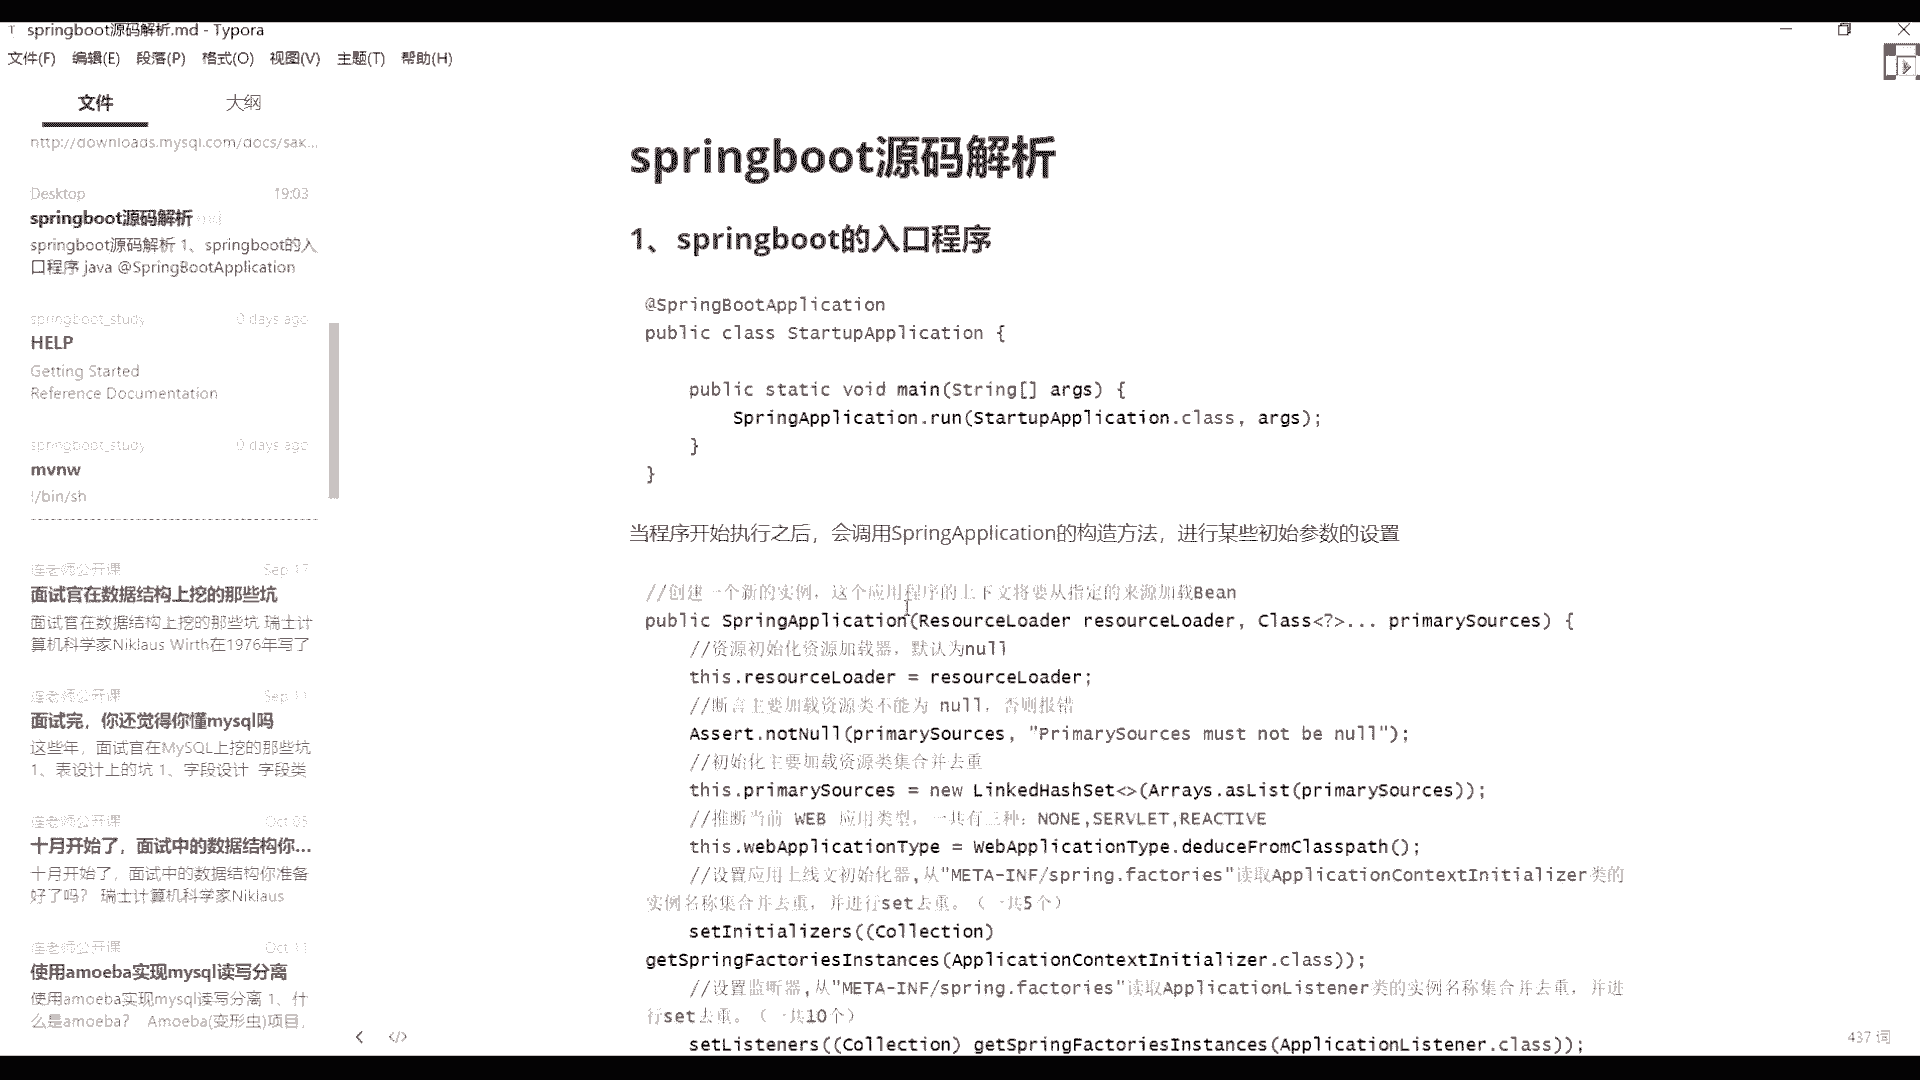 springboot源码解析.md - Typora
文件(F) 编辑(E) 段落(P) 格式(O) 视图(V) 主题(T) 帮助(H)
文件 大纲
http://downloads.mysql.com/docs/sak...
Desktop 19:03
springboot源码解析.md
springboot源码解析 1、springboot的入
口程序 java @SpringBootApplication
springboot_study 0 days ago
HELP
Getting Started
Reference Documentation
springboot_study 0 days ago
mvnw
!/bin/sh
连老师公开课 Sep 17
面试官在数据结构上挖的那些坑
面试官在数据结构上挖的那些坑 瑞士计
算机科学家Niklaus Wirth在1976年写了
连老师公开课 Sep 11
面试完，你还觉得你懂mysql吗
这些年，面试官在MySQL上挖的那些坑
1、表设计上的坑 1、字段设计 字段类
连老师公开课 Oct 05
十月开始了，面试中的数据结构你...
十月开始了，面试中的数据结构你准备
好了吗？ 瑞士计算机科学家Niklaus
连老师公开课 Oct 11
使用amoeba实现mysql读写分离
使用amoeba实现mysql读写分离 1、什
么是amoeba？ Amoeba(变形虫)项目，
springboot源码解析
1、springboot的入口程序
@SpringBootApplication
public class StartupApplication {
public static void main(String[] args) {
SpringApplication.run(StartupApplication.class, args);
}
}
当程序开始执行之后，会调用SpringApplication的构造方法，进行某些初始参数的设置
//创建一个新的实例，这个应用程序的上下文将要从指定的来源加载Bean
public SpringApplication(ResourceLoader resourceLoader, Class<?>... primarySources) {
//资源初始化资源加载器，默认为null
this.resourceLoader = resourceLoader;
//断言主要加载资源类不能为 null，否则报错
Assert.notNull(primarySources, "PrimarySources must not be null");
//初始化主要加载资源类集合并去重
this.primarySources = new LinkedHashSet<>(Arrays.asList(primarySources));
//推断当前 WEB 应用类型，一共有三种：NONE,SERVLET,REACTIVE
this.webApplicationType = WebApplicationType.deduceFromClasspath();
//设置应用上线文初始化器,从"META-INF/spring.factories"读取ApplicationContextInitializer类的
实例名称集合并去重，并进行set去重。（一共5个）
setInitializers((Collection)
getSpringFactoriesInstances(ApplicationContextInitializer.class));
//设置监听器,从"META-INF/spring.factories"读取ApplicationListener类的实例名称集合并去重，并进
行set去重。（一共10个）
setListeners((Collection) getSpringFactoriesInstances(ApplicationListener.class));
437 词